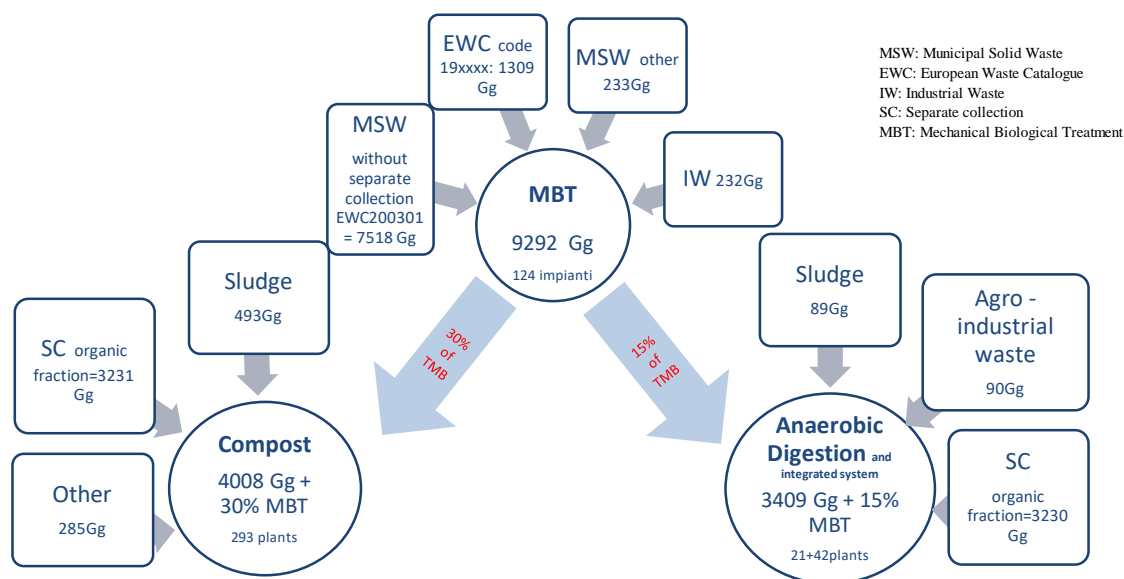 EWC code
19xxxx: 1309
Gg
MSW other
233Gg
MSW: Municipal Solid Waste
EWC: European Waste Catalogue
IW: Industrial Waste
SC: Separate collection
MBT: Mechanical Biological Treatment
MSW
without
separate
collection
EWC200301
= 7518 Gg
MBT
9292 Gg
124 impianti
IW 232Gg
Sludge
493Gg
Sludge
89Gg
Agro -
industrial
waste
90Gg
SC organic
fraction=3231
Gg
30%
of
TMB
15%
of
TMB
Compost
4008 Gg +
30% MBT
293 plants
Anaerobic
Digestion and
integrated system
3409 Gg + 15%
MBT
21+42plants
Other
285Gg
SC
organic
fraction=3230
Gg